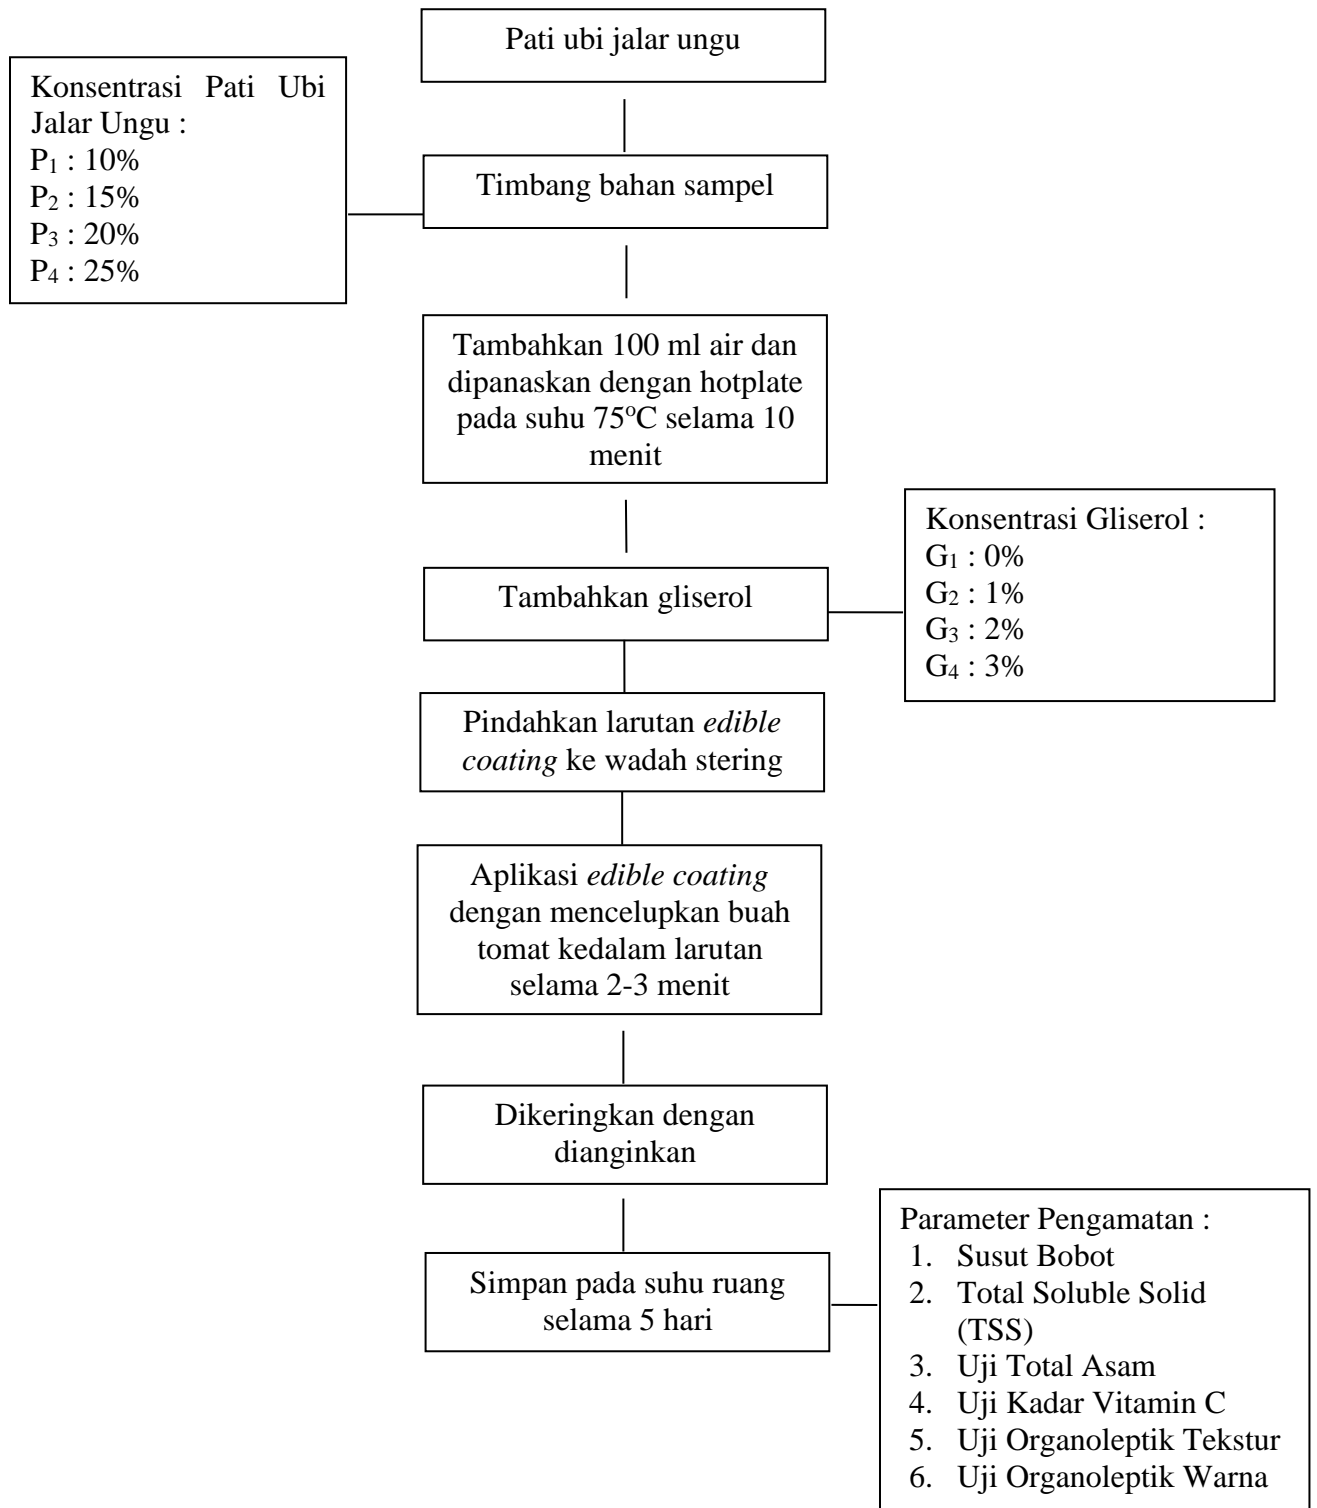 Pati ubi jalar ungu
Konsentrasi Pati Ubi
Jalar Ungu :
P₁ : 10%
P₂ : 15%
P₃ : 20%
P₄ : 25%
Timbang bahan sampel
Tambahkan 100 ml air dan
dipanaskan dengan hotplate
pada suhu 75°C selama 10
menit
Konsentrasi Gliserol :
G₁ : 0%
G₂ : 1%
G₃ : 2%
G₄ : 3%
Tambahkan gliserol
Pindahkan larutan edible
coating ke wadah stering
Aplikasi edible coating
dengan mencelupkan buah
tomat kedalam larutan
selama 2-3 menit
Dikeringkan dengan
dianginkan
Simpan pada suhu ruang
selama 5 hari
Parameter Pengamatan :
1. Susut Bobot
2. Total Soluble Solid
(TSS)
3. Uji Total Asam
4. Uji Kadar Vitamin C
5. Uji Organoleptik Tekstur
6. Uji Organoleptik Warna